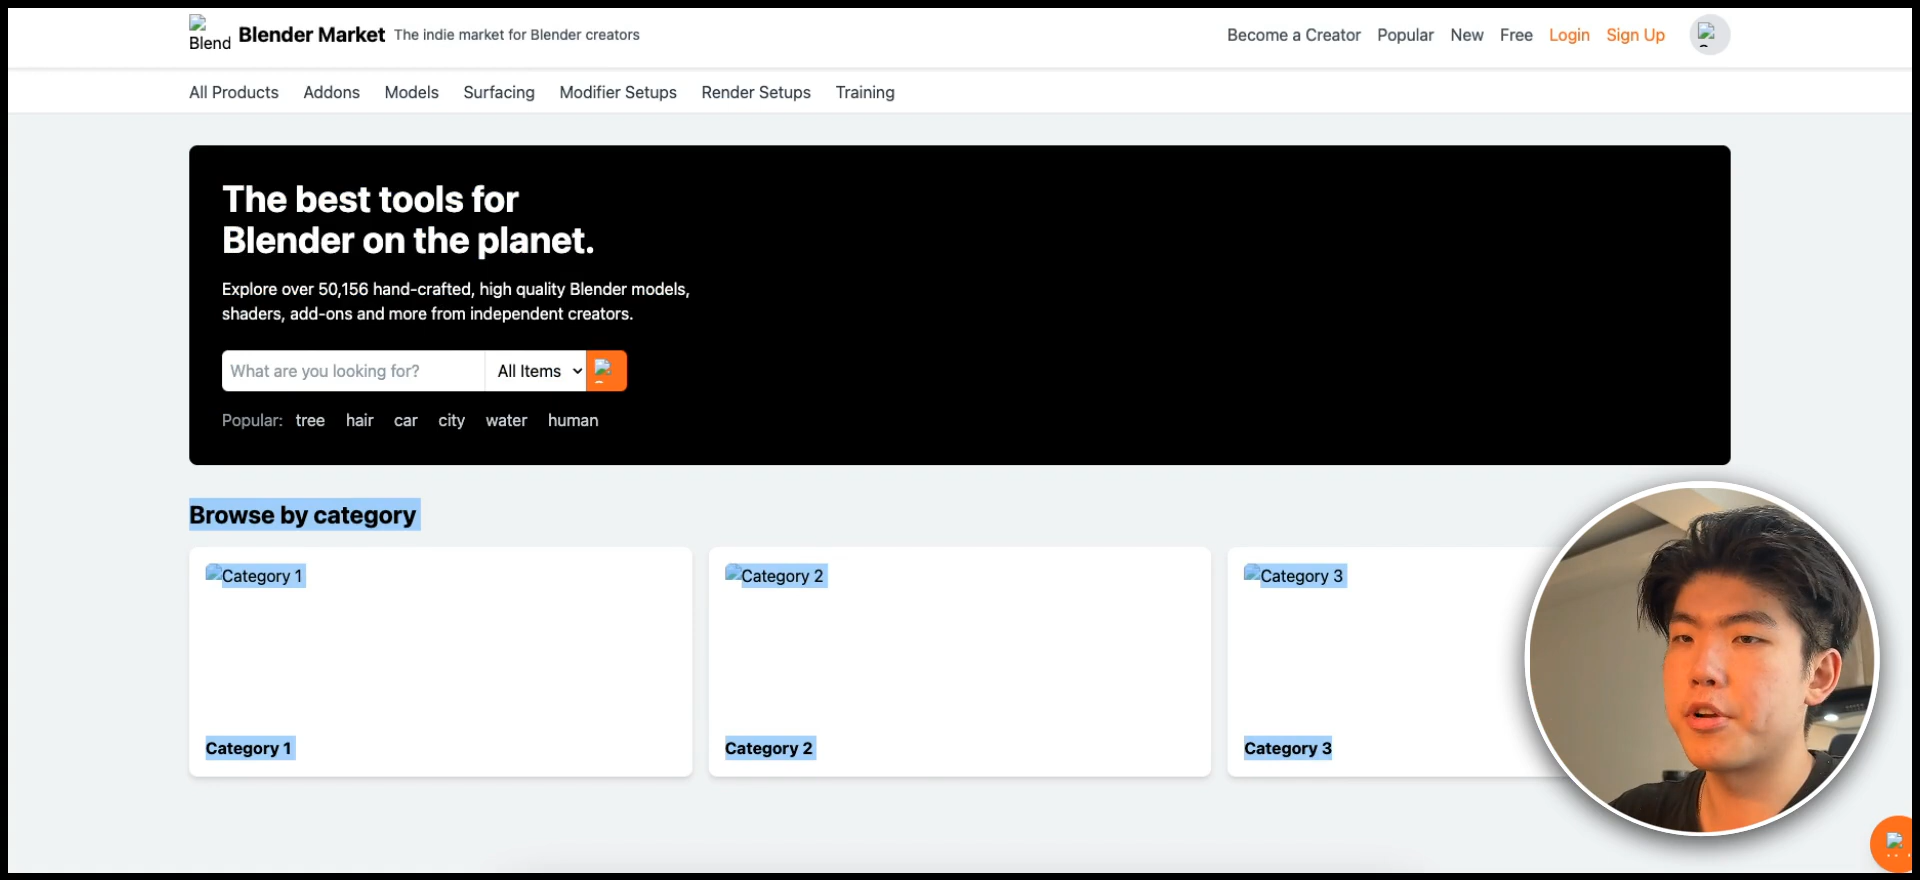 Blend
Blender Market
The indie market for Blender creators
Become a Creator
Popular
New
Free
Login
Sign Up
All Products
Addons
Models
Surfacing
Modifier Setups
Render Setups
Training
The best tools for
Blender on the planet.
Explore over 50,156 hand-crafted, high quality Blender models,
shaders, add-ons and more from independent creators.
What are you looking for?
All Items
Popular: tree hair car city water human
Browse by category
Category 1
Category 2
Category 3
Category 1
Category 2
Category 3